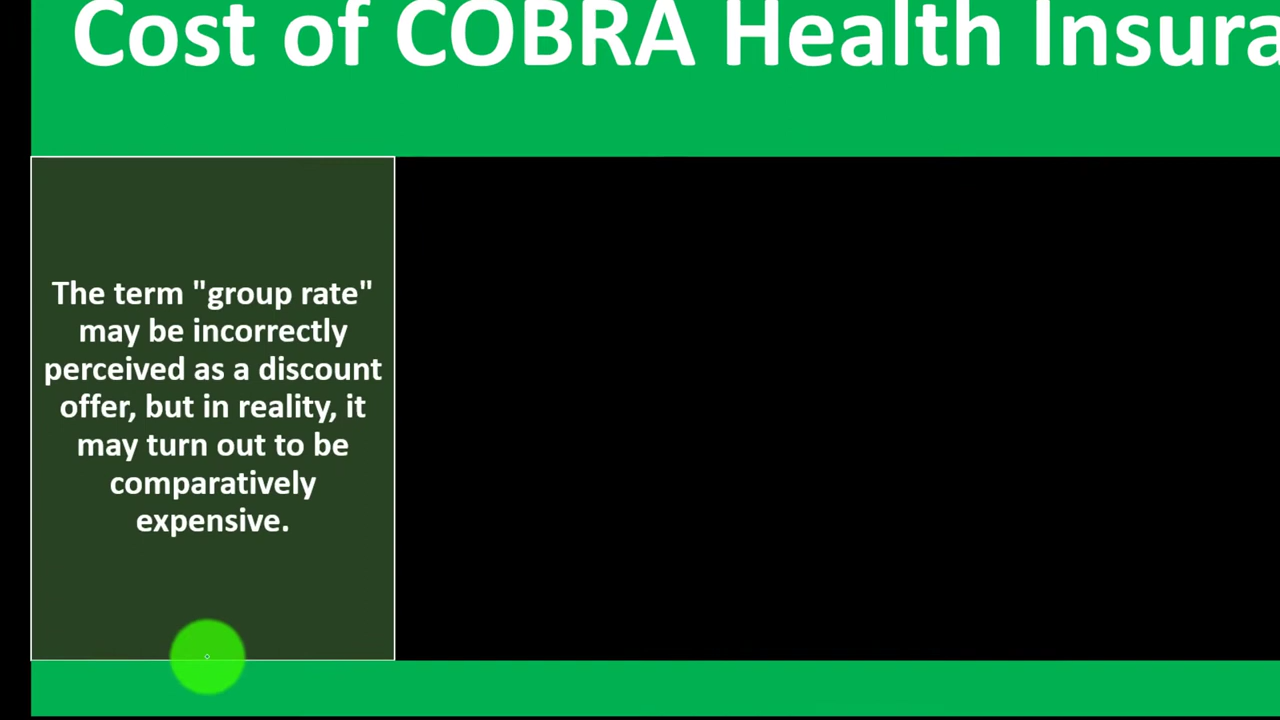 Cost of COBRA Health Insura
The term "group rate"
may be incorrectly
perceived as a discount
offer, but in reality, it
may turn out to be
comparatively
expensive.